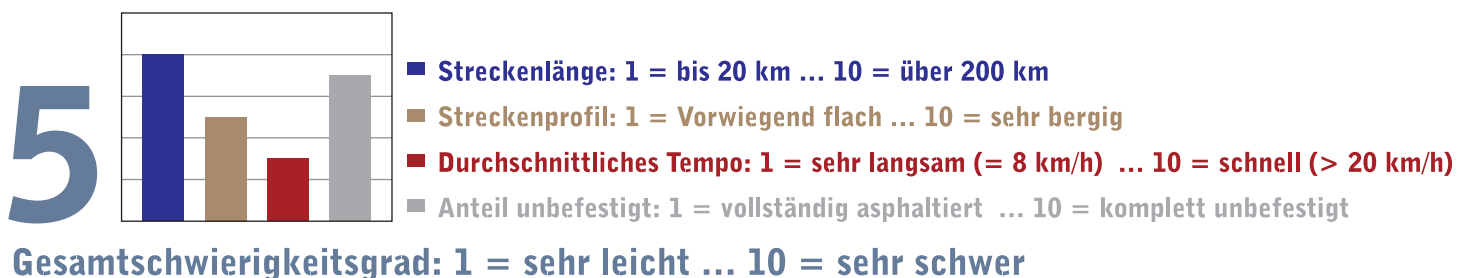 5
Streckenlänge: 1 = bis 20 km ... 10 = über 200 km
Streckenprofil: 1 = Vorwiegend flach ... 10 = sehr bergig
Durchschnittliches Tempo: 1 = sehr langsam (= 8 km/h) ... 10 = schnell (> 20 km/h)
Anteil unbefestigt: 1 = vollständig asphaltiert ... 10 = komplett unbefestigt
Gesamtschwierigkeitsgrad: 1 = sehr leicht ... 10 = sehr schwer